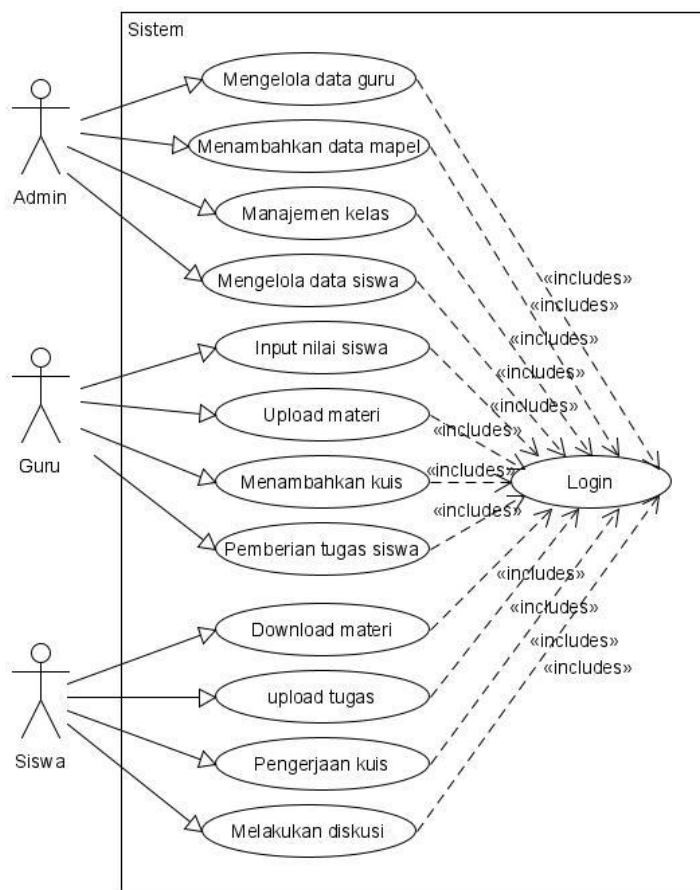 Sistem
Mengelola data guru
Menambahkan data mapel
Admin
Manajemen kelas
Mengelola data siswa
«includes»
«includes»
Input nilai siswa
«includes»
«includes»
Upload materi
«includes»
«includes»
Guru
Menambahkan kuis
«includes»
Login
Pemberian tugas siswa
«includes»
«includes»
Download materi
«includes»
«includes»
«includes»
upload tugas
Siswa
Pengerjaan kuis
Melakukan diskusi